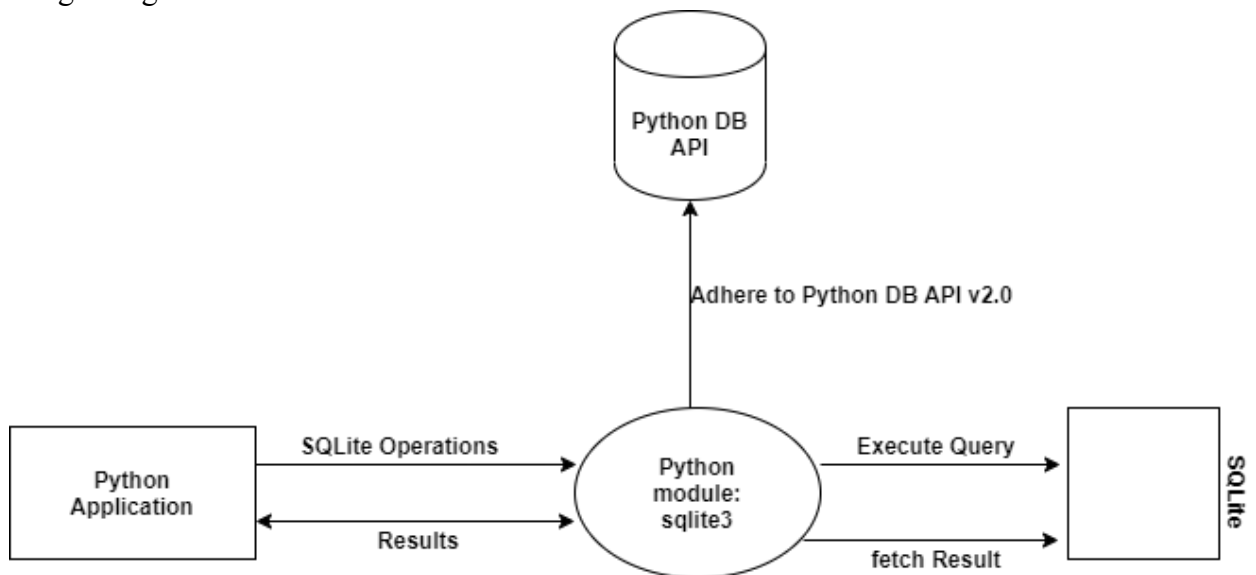 Python DB
API
Adhere to Python DB API v2.0
SQLite Operations
Execute Query
Python
Application
Python
module:
sqlite3
SQLite
Results
fetch Result